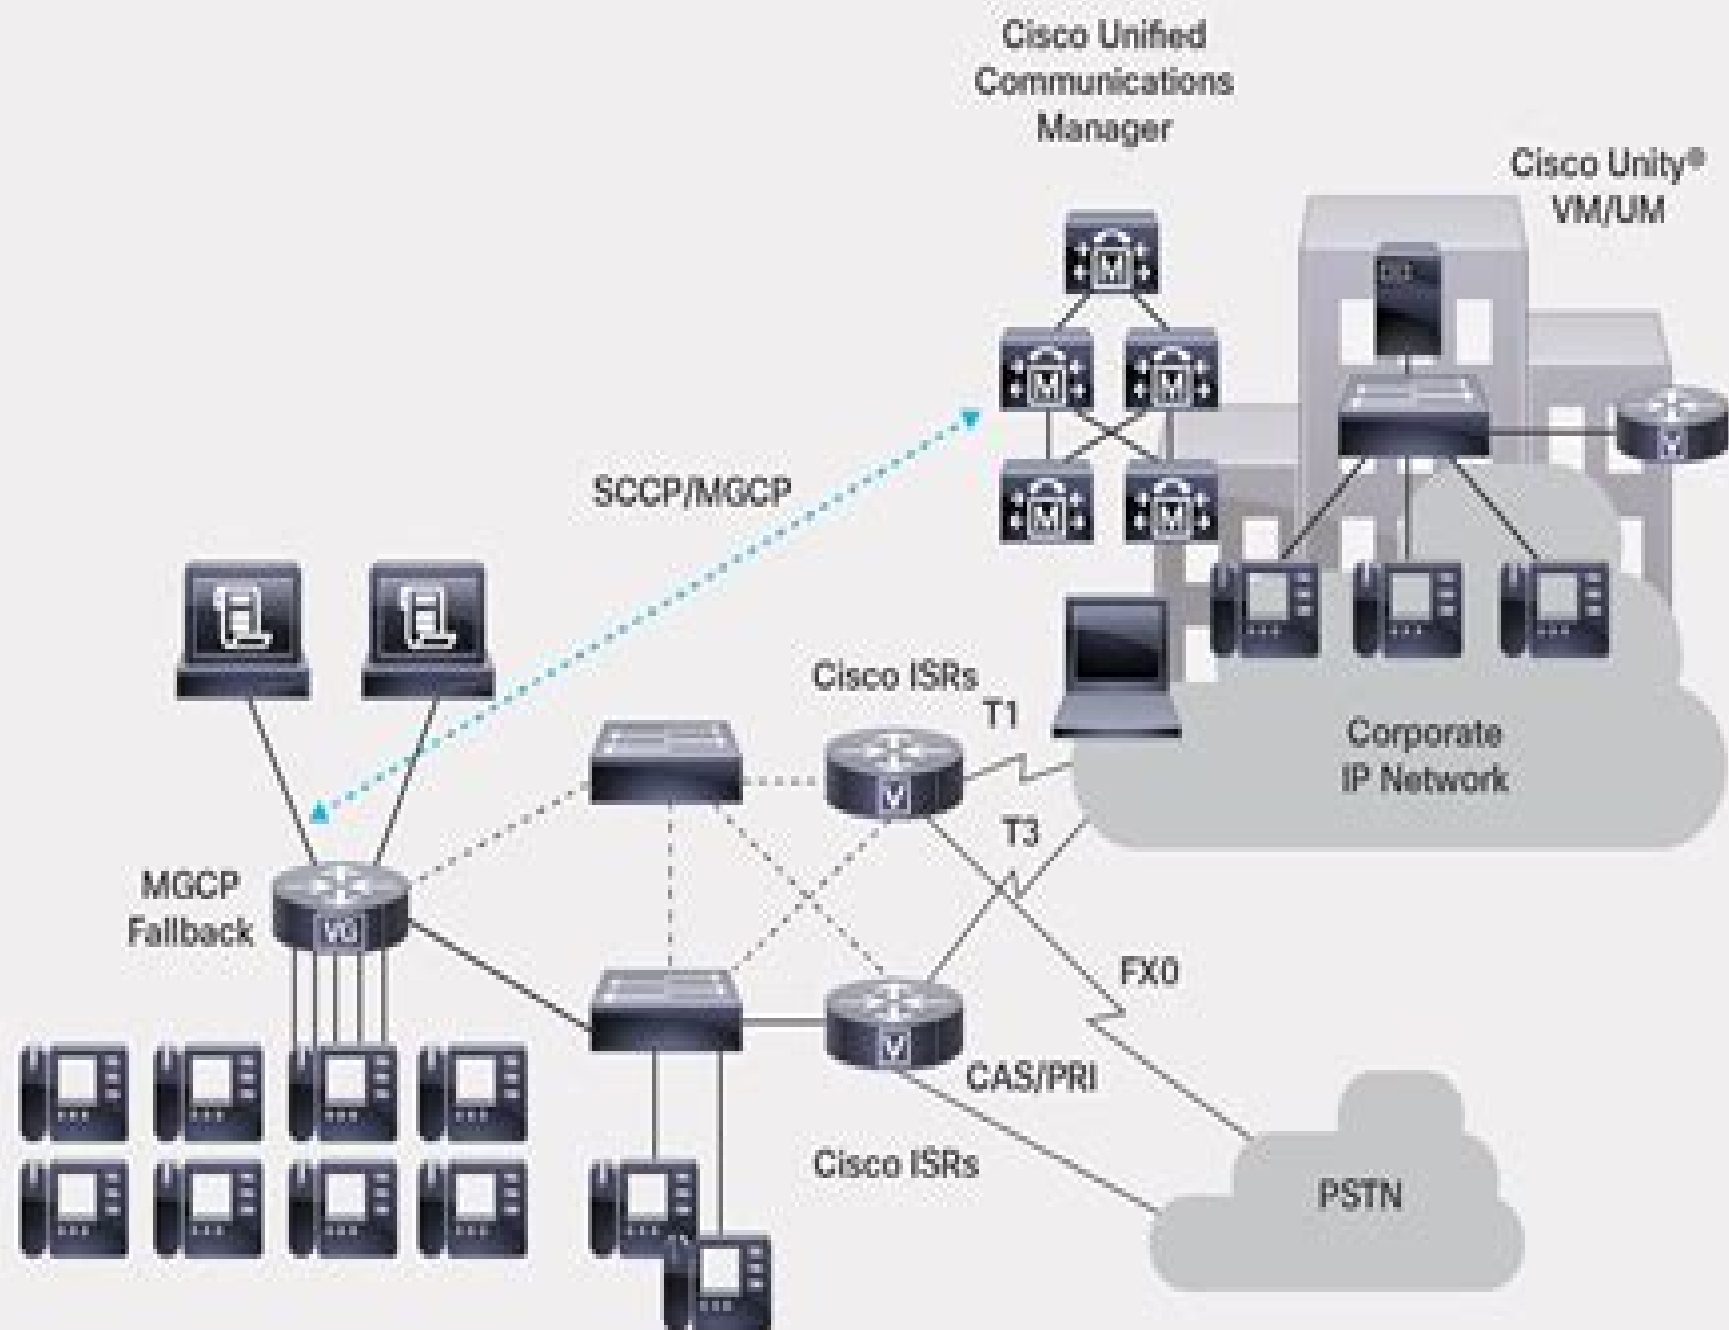 Cisco Unified
Communications
Manager
Cisco Unity®
VM/UM
M
M
M
M
M
V
SCCP/MGCP
Cisco ISRs
T1
V
Corporate
IP Network
T3
MGCP
Fallback
VG
FX0
V
CAS/PRI
Cisco ISRs
PSTN